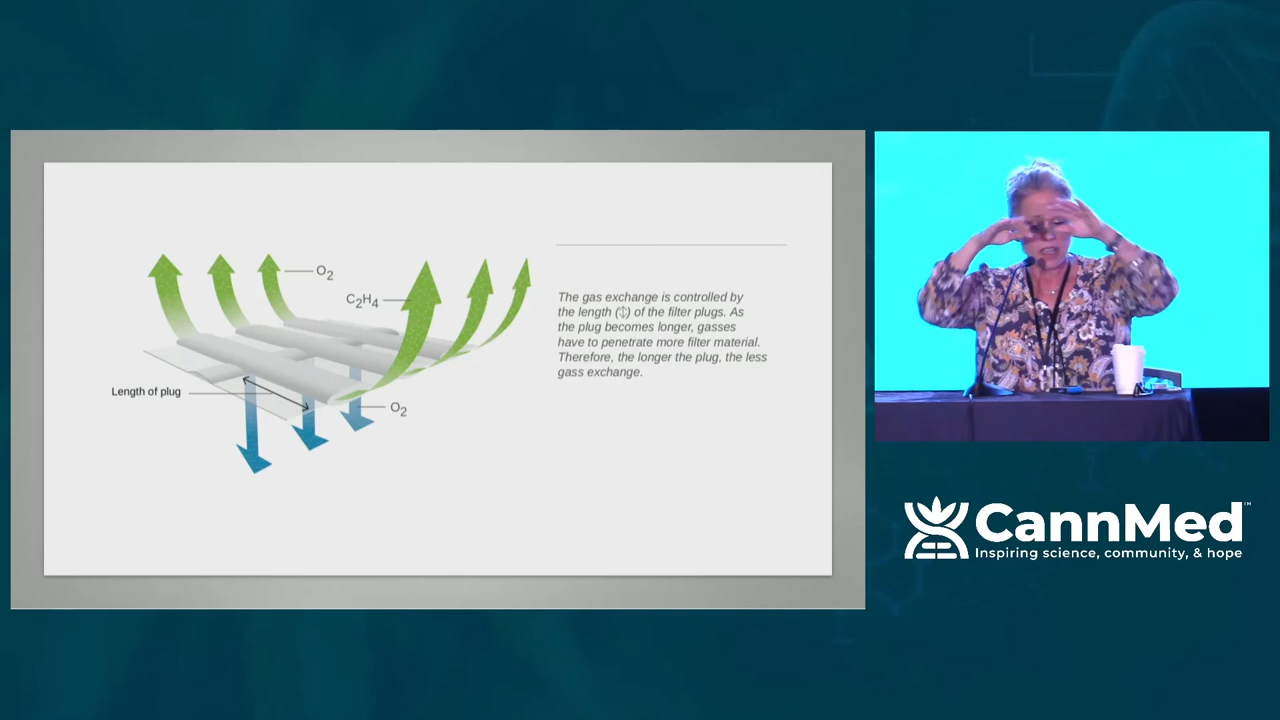 O2
C2H4
Length of plug
O2
The gas exchange is controlled by
the length (↕) of the filter plugs. As
the plug becomes longer, gasses
have to penetrate more filter material.
Therefore, the longer the plug, the less
gass exchange.
CannMed™
Inspiring science, community, & hope